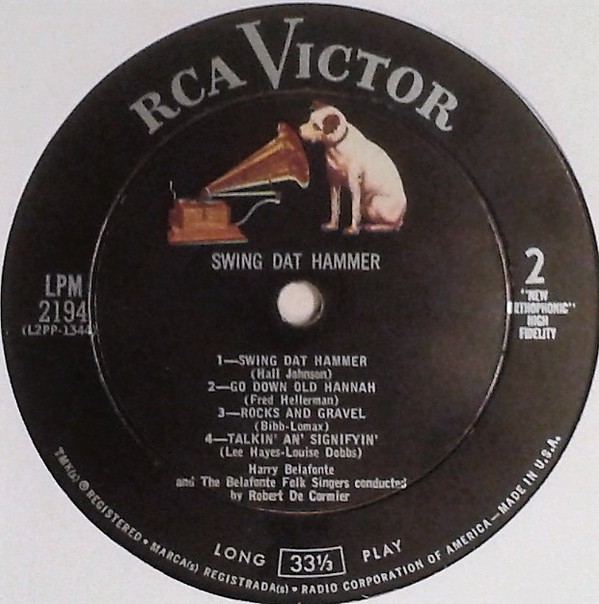 RCA VICTOR
SWING DAT HAMMER
LPM
2194
(L2PP-1344
2
"NEW
ORTHOPHONIC"
HIGH
FIDELITY
1—SWING DAT HAMMER
(Hall Johnson)
2—GO DOWN OLD HANNAH
(Fred Hellerman)
3—ROCKS AND GRAVEL
(Bibb-Lomax)
4—TALKIN' AN' SIGNIFYIN'
(Lee Hayes-Louise Dobbs)
Harry Belafonte
and The Belafonte Folk Singers conducted
by Robert De Cormier
LONG 33⅓ PLAY
TMK(s) ® REGISTERED • MARCA(s) REGISTRADA(s) • RADIO CORPORATION OF AMERICA—MADE IN U.S.A.